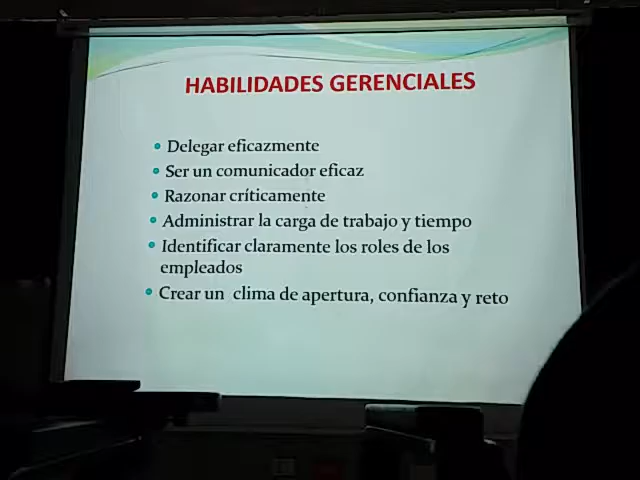 HABILIDADES GERENCIALES
• Delegar eficazmente
• Ser un comunicador eficaz
• Razonar críticamente
• Administrar la carga de trabajo y tiempo
• Identificar claramente los roles de los
empleados
• Crear un clima de apertura, confianza y reto